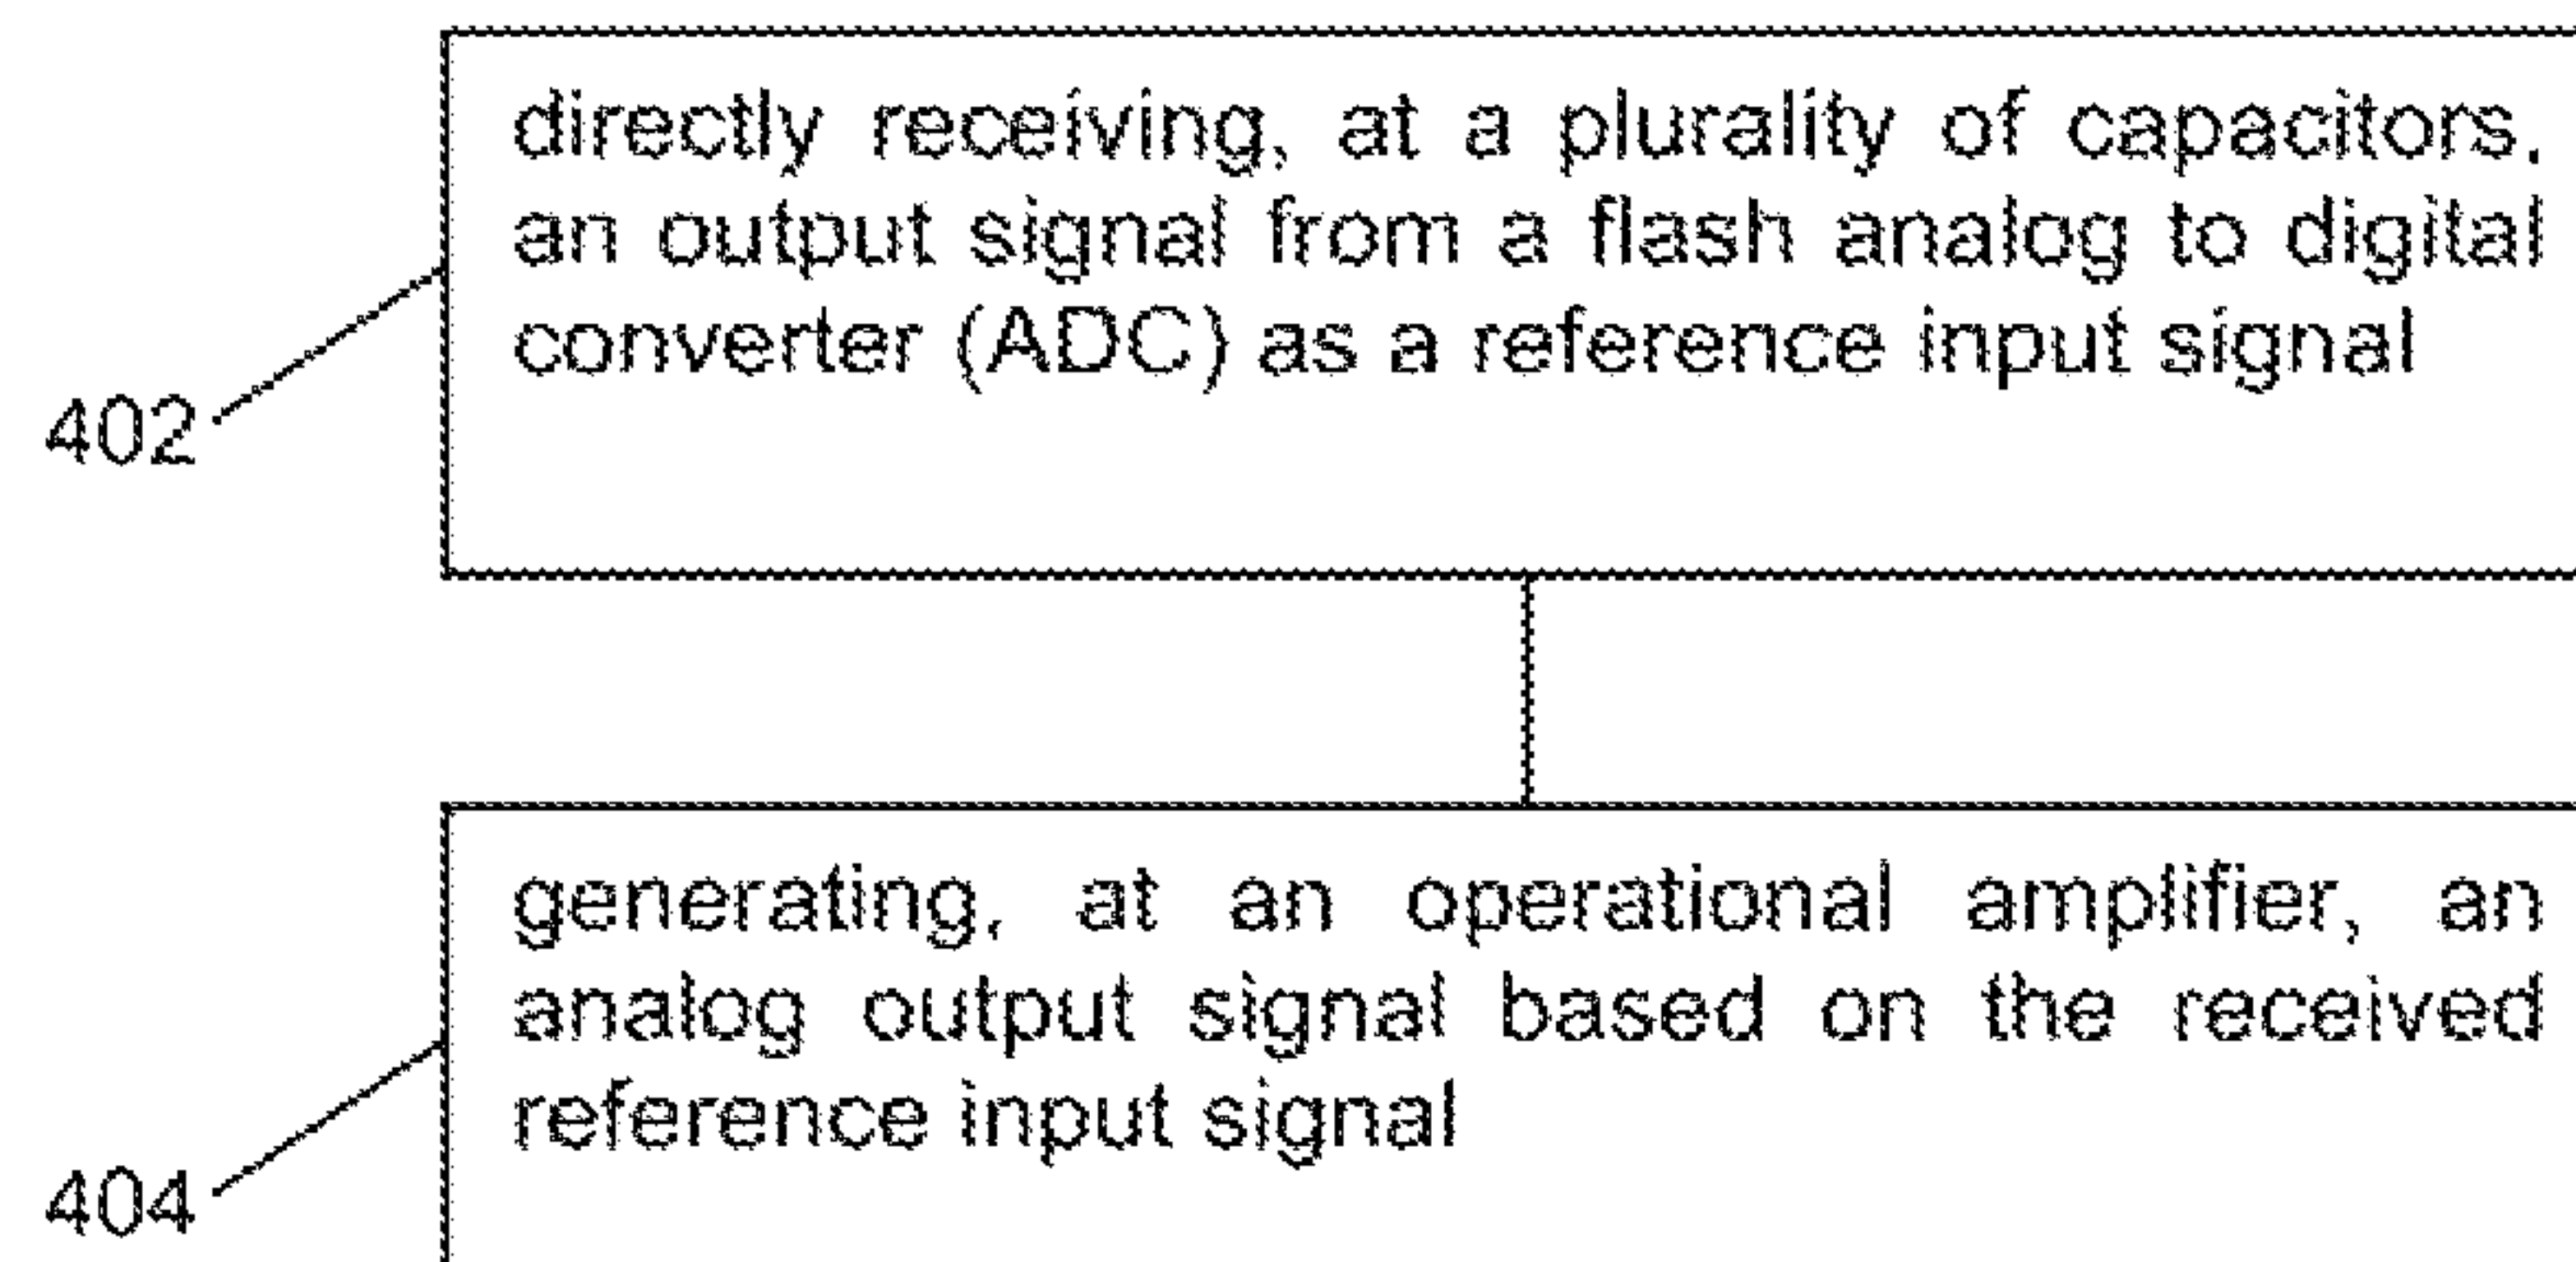 directly receiving, at a plurality of capacitors,
an output signal from a flash analog to digital
converter (ADC) as a reference input signal
402
generating, at an operational amplifier, an
analog output signal based on the received
reference input signal
404